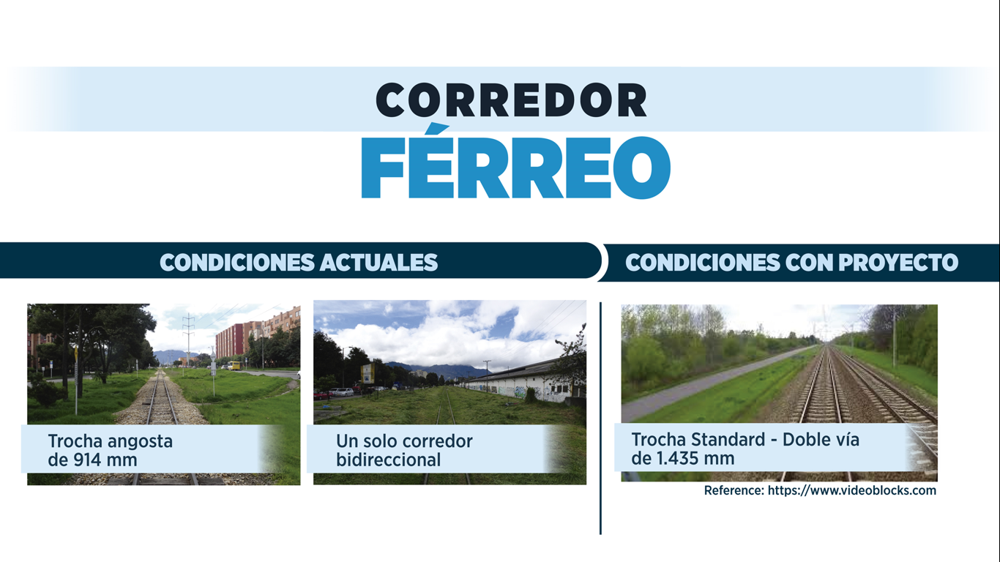 CORREDOR
FÉRREO
CONDICIONES ACTUALES
CONDICIONES CON PROYECTO
Trocha angosta
de 914 mm
Un solo corredor
bidireccional
Trocha Standard - Doble vía
de 1.435 mm
Reference: https://www.videoblocks.com